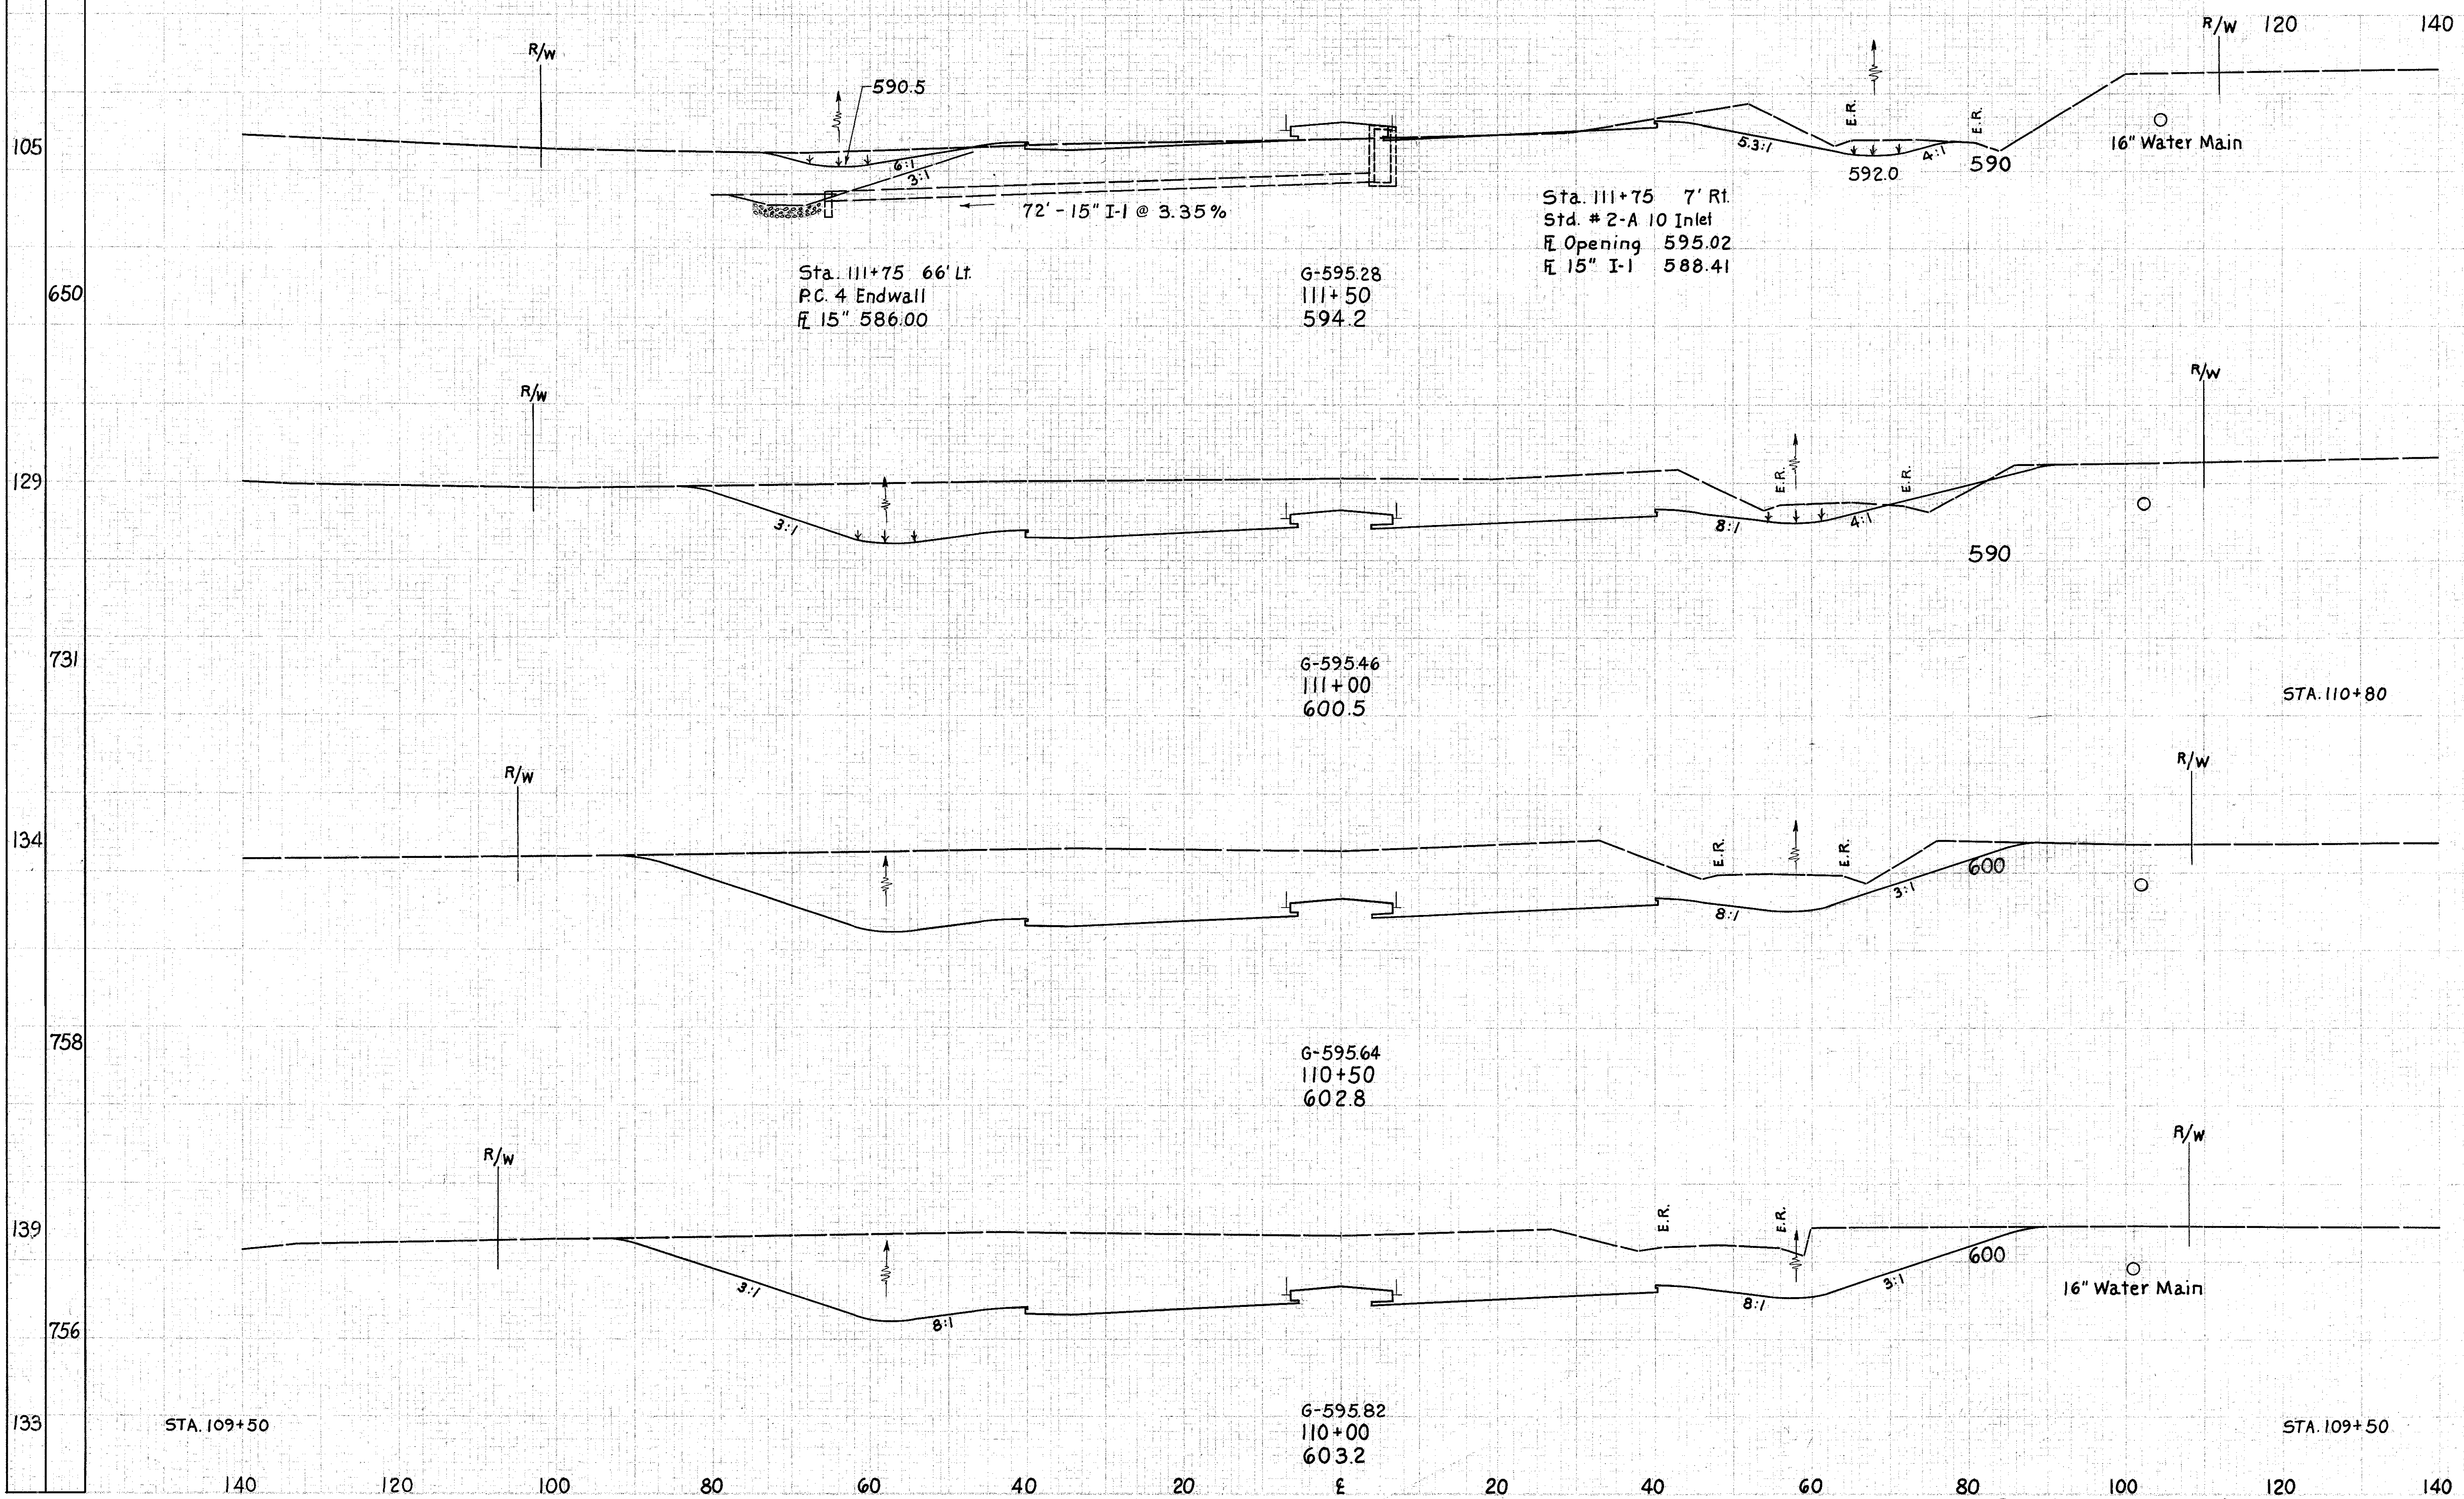 R/W 120 140
R/W
590.5
E.R.
E.R.
105
16" Water Main
6:1
3:1
5.3:1
4:1
590
592.0
72' - 15" I-1 @ 3.35%
Sta. 111+75 7' Rt.
Std. # 2-A 10 Inlet
FL Opening 595.02
FL 15" I-1 588.41
Sta. 111+75 66' Lt.
P.C. 4 Endwall
FL 15" 586.00
G-595.28
111+50
594.2
650
R/W
R/W
129
E.R.
E.R.
3:1
8:1
4:1
590
731
G-595.46
111+00
600.5
STA. 110+80
R/W
R/W
134
E.R.
E.R.
600
3:1
8:1
758
G-595.64
110+50
602.8
R/W
R/W
139
E.R.
E.R.
600
3:1
8:1
8:1
3:1
16" Water Main
756
133
STA. 109+50
G-595.82
110+00
603.2
STA. 109+50
140 120 100 80 60 40 20 ℄ 20 40 60 80 100 120 140